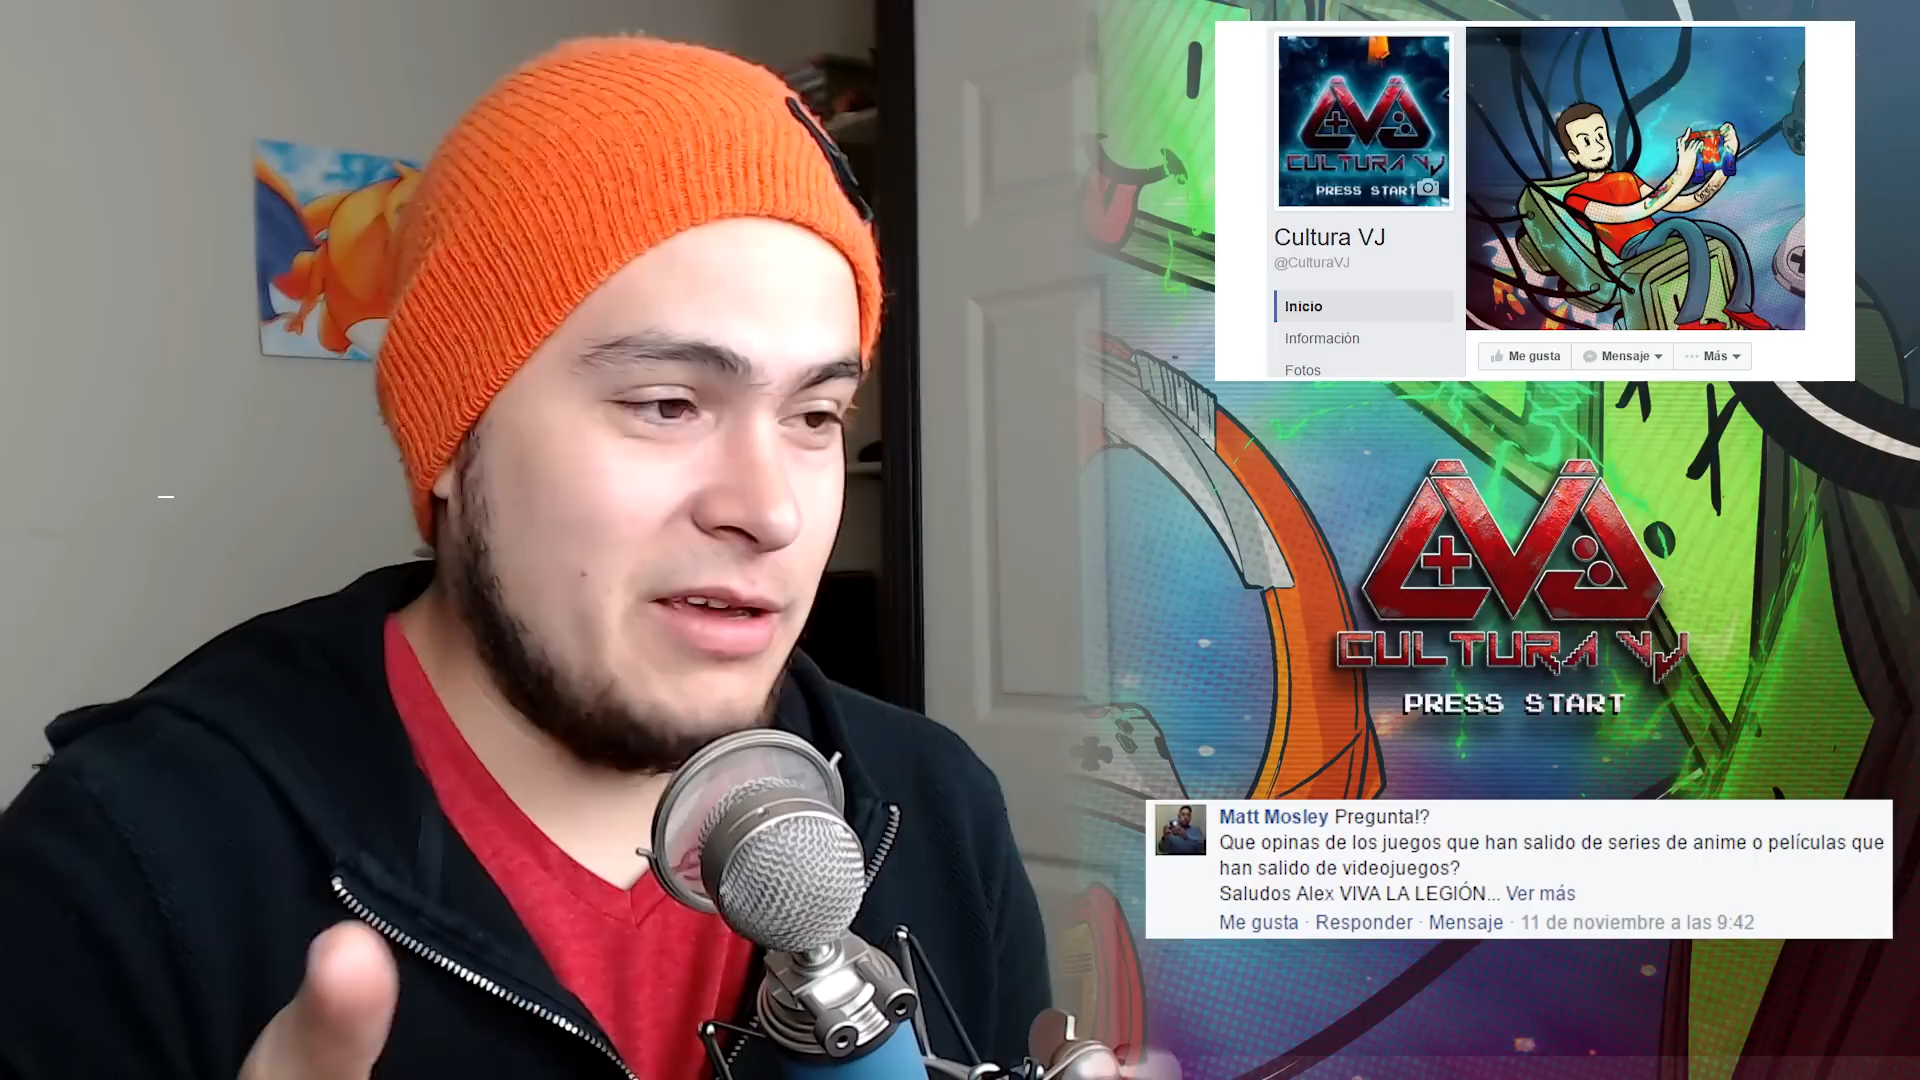 CULTURA VJ
PRESS START
Cultura VJ
@CulturaVJ
Inicio
Información
Fotos
Me gusta
Mensaje
Más
CULTURA VJ
PRESS START
Matt Mosley Pregunta!?
Que opinas de los juegos que han salido de series de anime o películas que
han salido de videojuegos?
Saludos Alex VIVA LA LEGIÓN... Ver más
Me gusta · Responder · Mensaje · 11 de noviembre a las 9:42